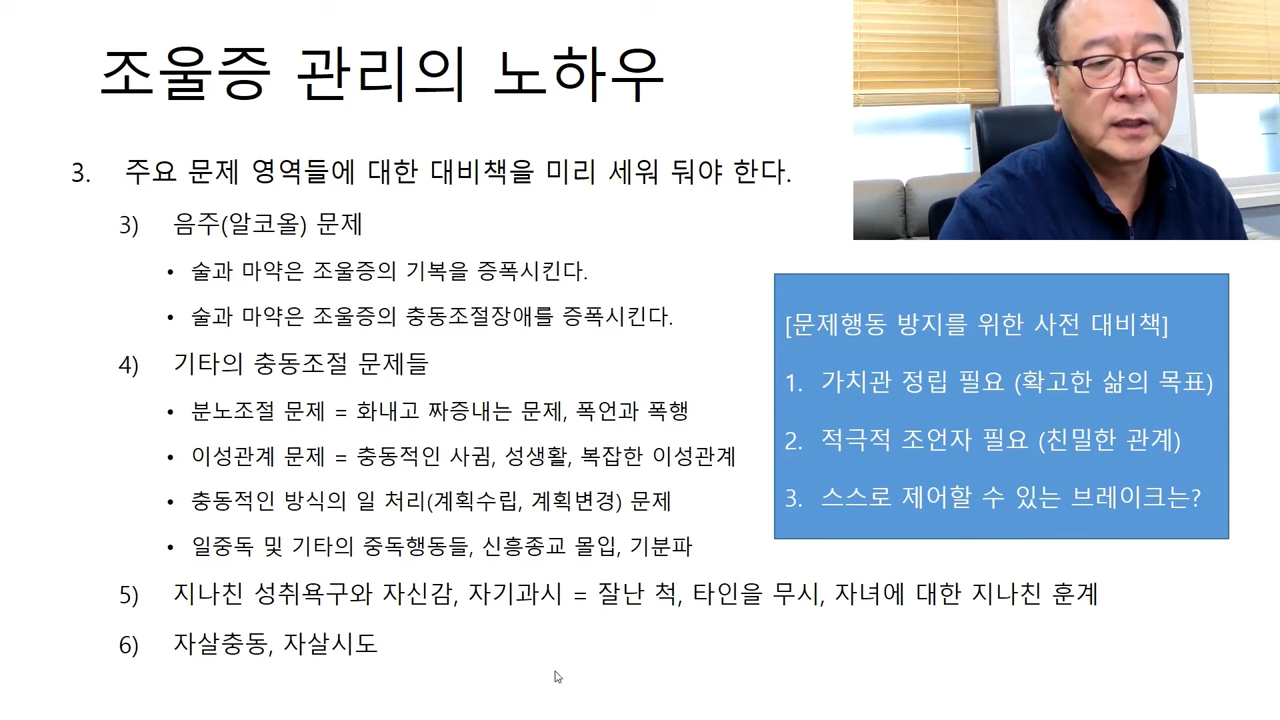 조울증 관리의 노하우
3. 주요 문제 영역들에 대한 대비책을 미리 세워 둬야 한다.
3) 음주(알코올) 문제
• 술과 마약은 조울증의 기복을 증폭시킨다.
• 술과 마약은 조울증의 충동조절장애를 증폭시킨다.
4) 기타의 충동조절 문제들
• 분노조절 문제 = 화내고 짜증내는 문제, 폭언과 폭행
• 이성관계 문제 = 충동적인 사귐, 성생활, 복잡한 이성관계
• 충동적인 방식의 일 처리(계획수립, 계획변경) 문제
• 일중독 및 기타의 중독행동들, 신흥종교 몰입, 기분파
5) 지나친 성취욕구와 자신감, 자기과시 = 잘난 척, 타인을 무시, 자녀에 대한 지나친 훈계
6) 자살충동, 자살시도
[문제행동 방지를 위한 사전 대비책]
1. 가치관 정립 필요 (확고한 삶의 목표)
2. 적극적 조언자 필요 (친밀한 관계)
3. 스스로 제어할 수 있는 브레이크는?